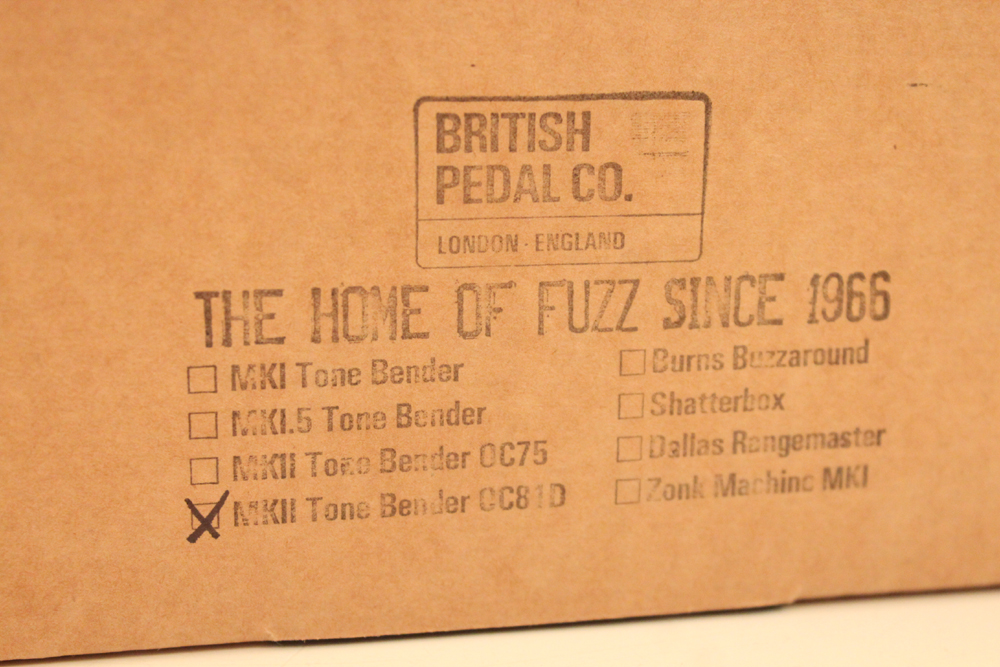 BRITISH
PEDAL CO.
LONDON · ENGLAND
THE HOME OF FUZZ SINCE 1966
MKI Tone Bender
MKI.5 Tone Bender
MKII Tone Bender OC75
MKII Tone Bender OC81D
Burns Buzzaround
Shatterbox
Dallas Rangemaster
Zonk Machine MKI